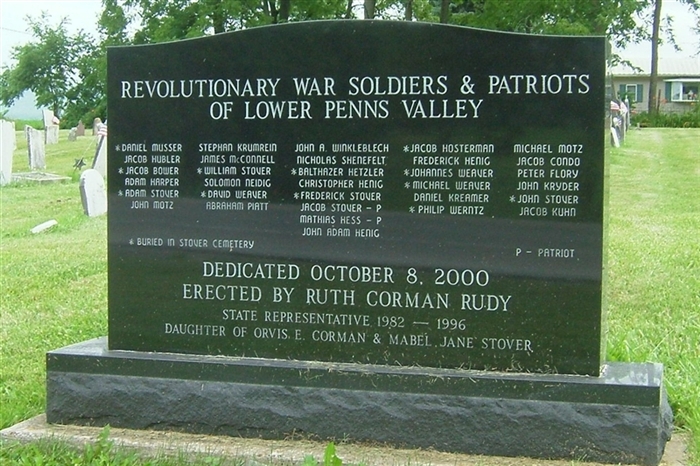 REVOLUTIONARY WAR SOLDIERS & PATRIOTS
OF LOWER PENNS VALLEY
*DANIEL MUSSER STEPHAN KRUMREIN JOHN A. WINKLEBLECH *JACOB HOSTERMAN MICHAEL MOTZ
JACOB HUBLER JAMES McCONNELL NICHOLAS SHENEFELT FREDERICK HENIG JACOB CONDO
*JACOB BOWER *WILLIAM STOVER *BALTHAZER HETZLER *JOHANNES WEAVER PETER FLORY
ADAM HARPER SOLOMON NEIDIG CHRISTOPHER HENIG *MICHAEL WEAVER JOHN KRYDER
*ADAM STOVER *DAVID WEAVER *FREDERICK STOVER DANIEL KREAMER *JOHN STOVER
JOHN MOTZ ABRAHAM PIATT JACOB STOVER - P *PHILIP WERNTZ JACOB KUHN
MATHIAS HESS - P
JOHN ADAM HENIG
*BURIED IN STOVER CEMETERY P - PATRIOT
DEDICATED OCTOBER 8, 2000
ERECTED BY RUTH CORMAN RUDY
STATE REPRESENTATIVE 1982 — 1996
DAUGHTER OF ORVIS E. CORMAN & MABEL JANE STOVER